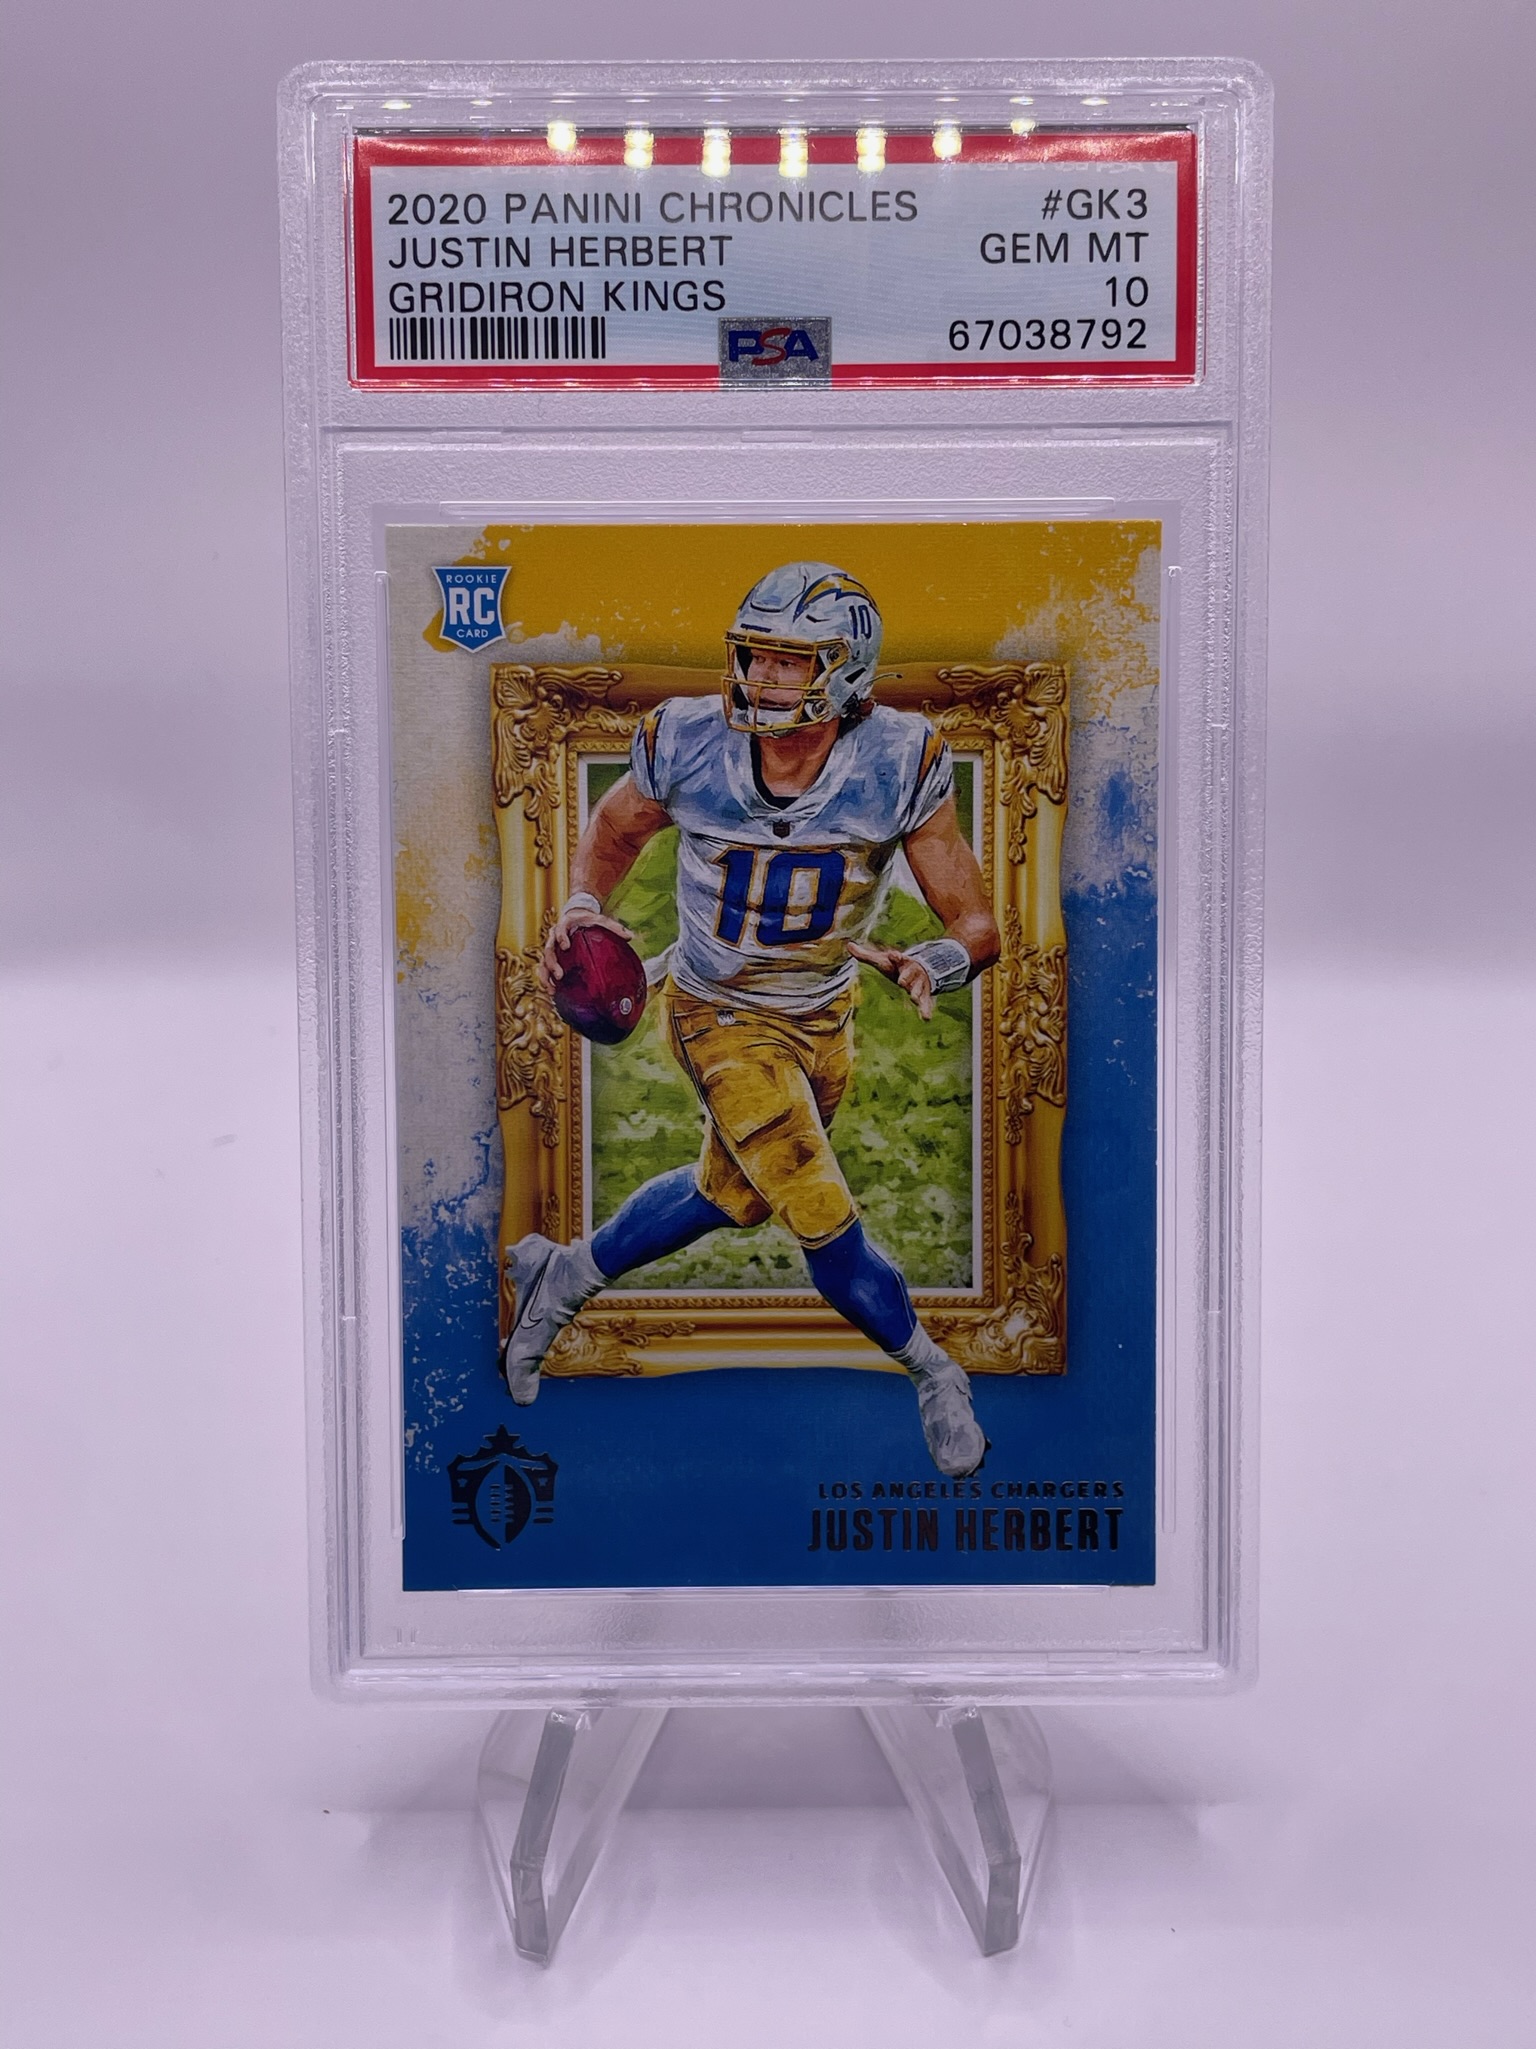 2020 PANINI CHRONICLES #GK3
JUSTIN HERBERT GEM MT
GRIDIRON KINGS 10
PSA 67038792
ROOKIE
RC
CARD
10
10
LOS ANGELES CHARGERS
JUSTIN HERBERT